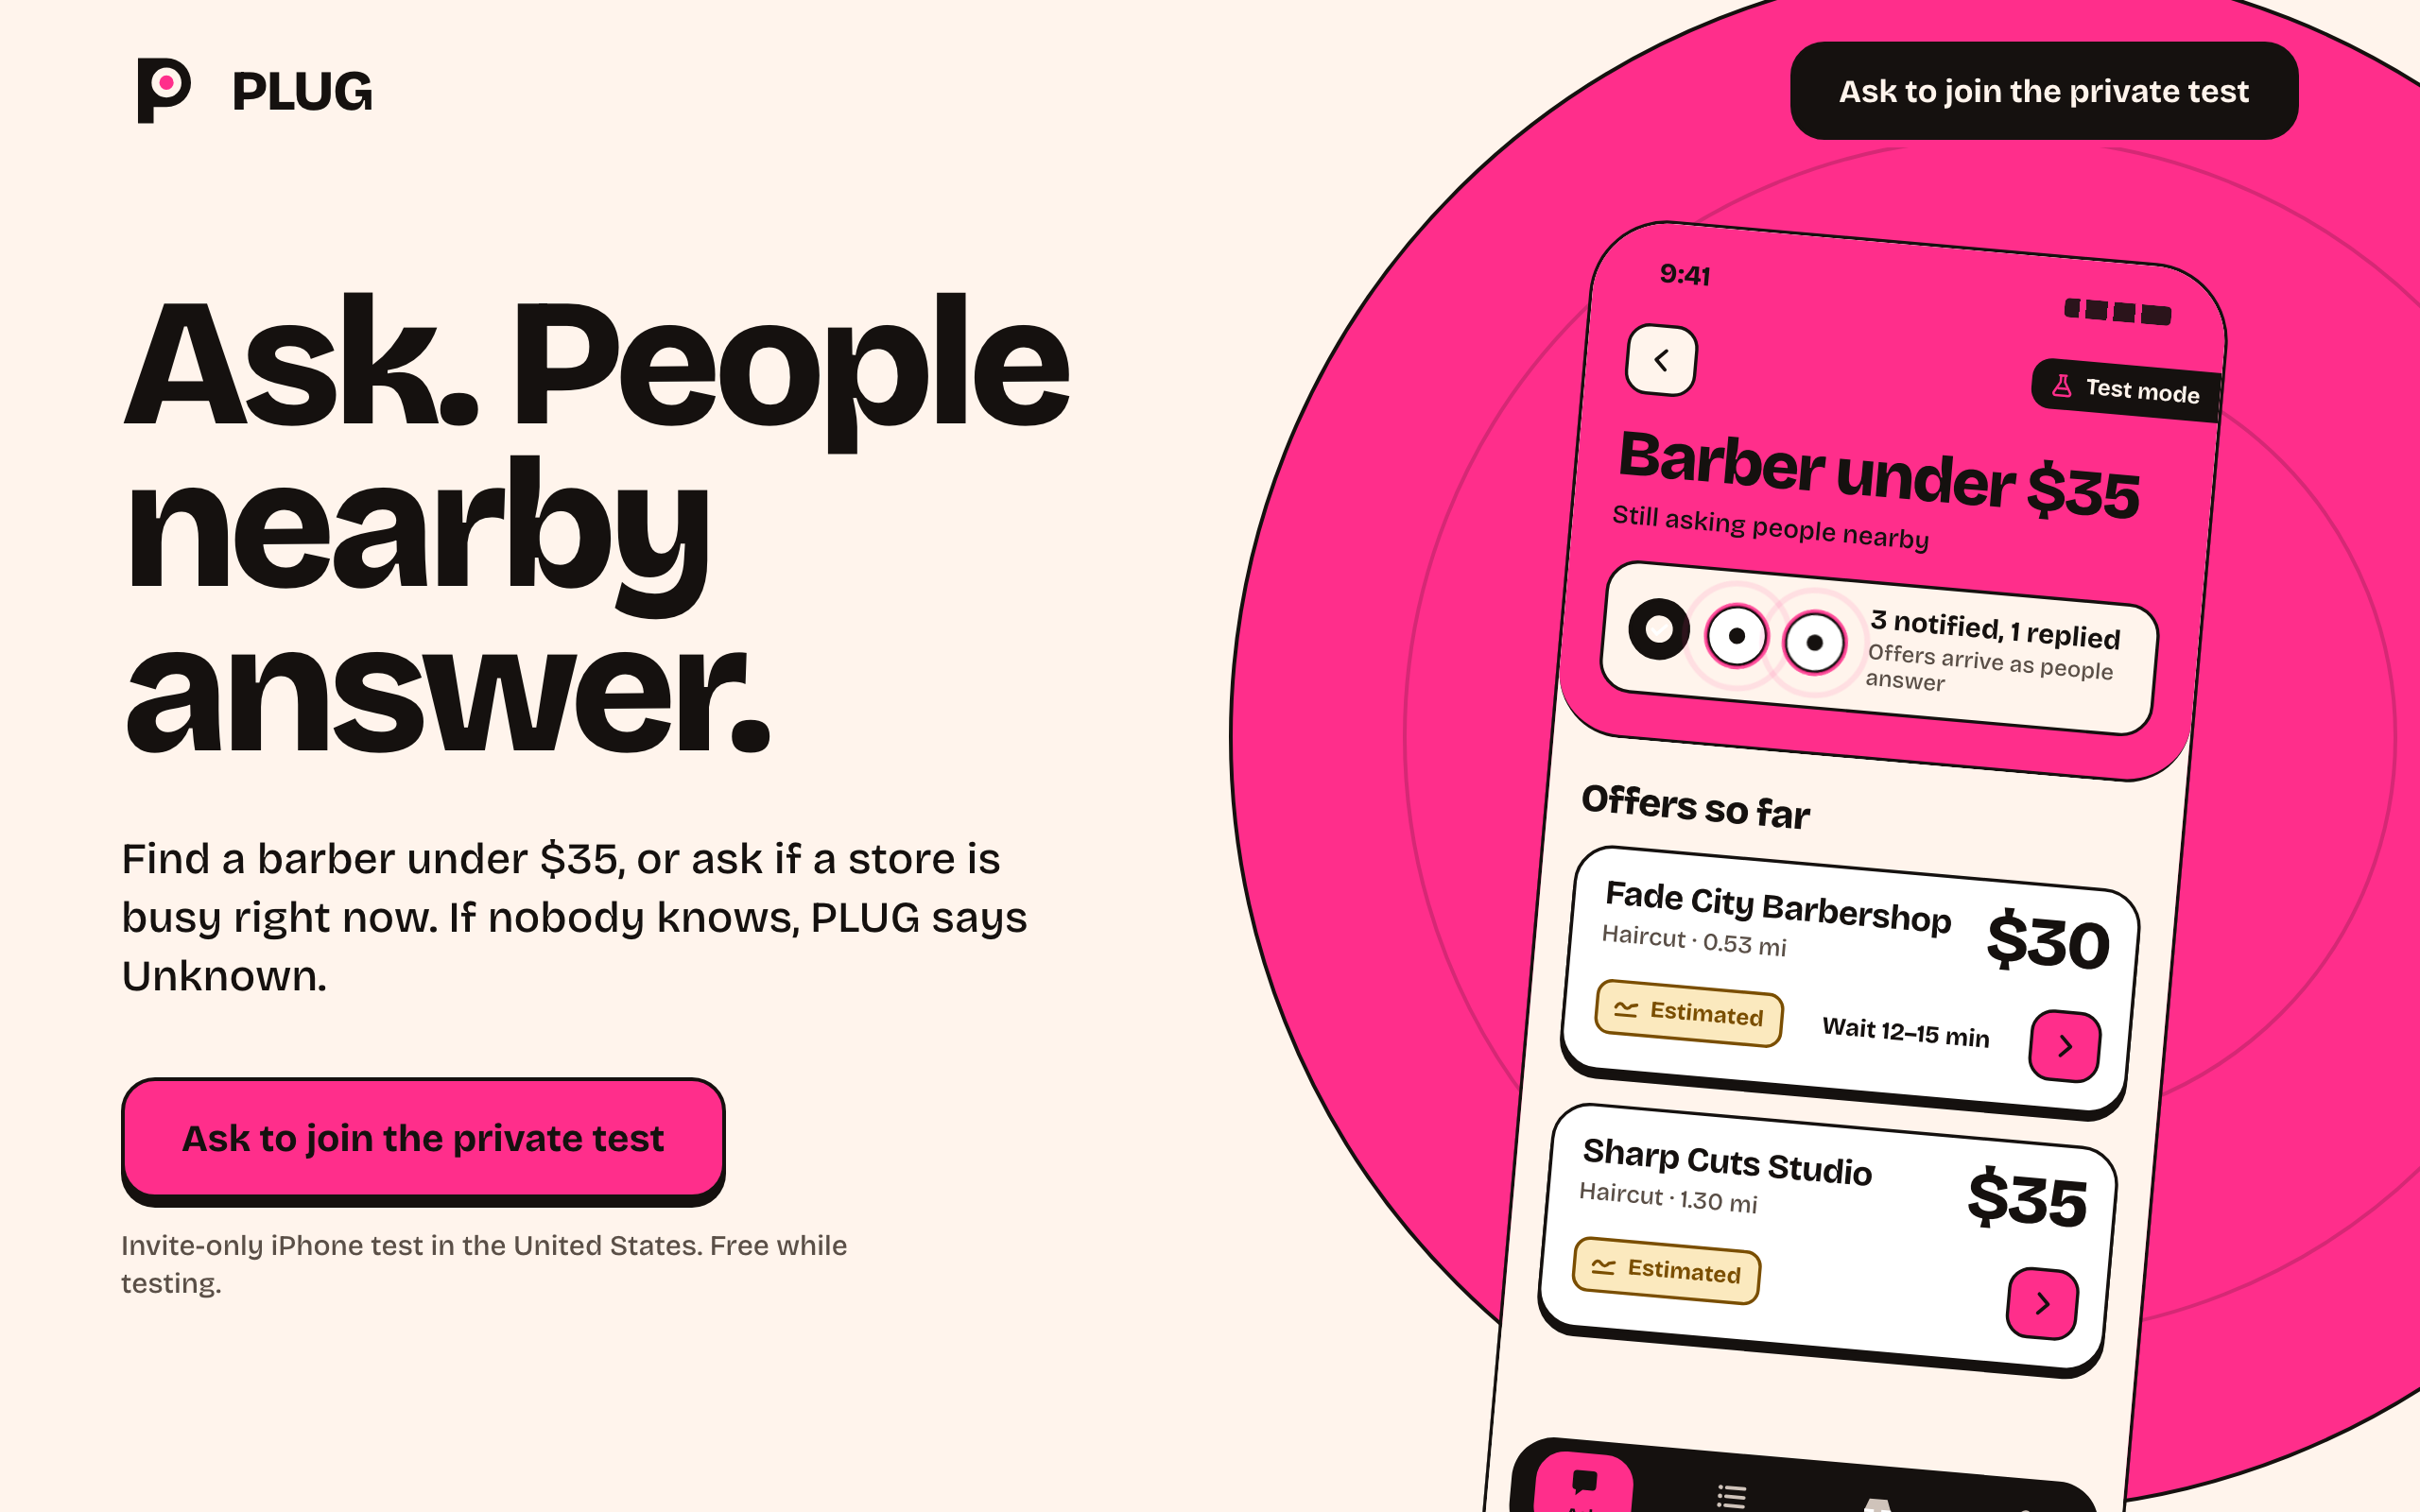 PLUG
Ask to join the private test
Ask. People
nearby
answer.
Find a barber under $35, or ask if a store is
busy right now. If nobody knows, PLUG says
Unknown.
Ask to join the private test
Invite-only iPhone test in the United States. Free while
testing.
9:41
Test mode
Barber under $35
Still asking people nearby
3 notified, 1 replied
Offers arrive as people
answer
Offers so far
Fade City Barbershop
$30
Haircut · 0.53 mi
Estimated
Wait 12–15 min
Sharp Cuts Studio
$35
Haircut · 1.30 mi
Estimated